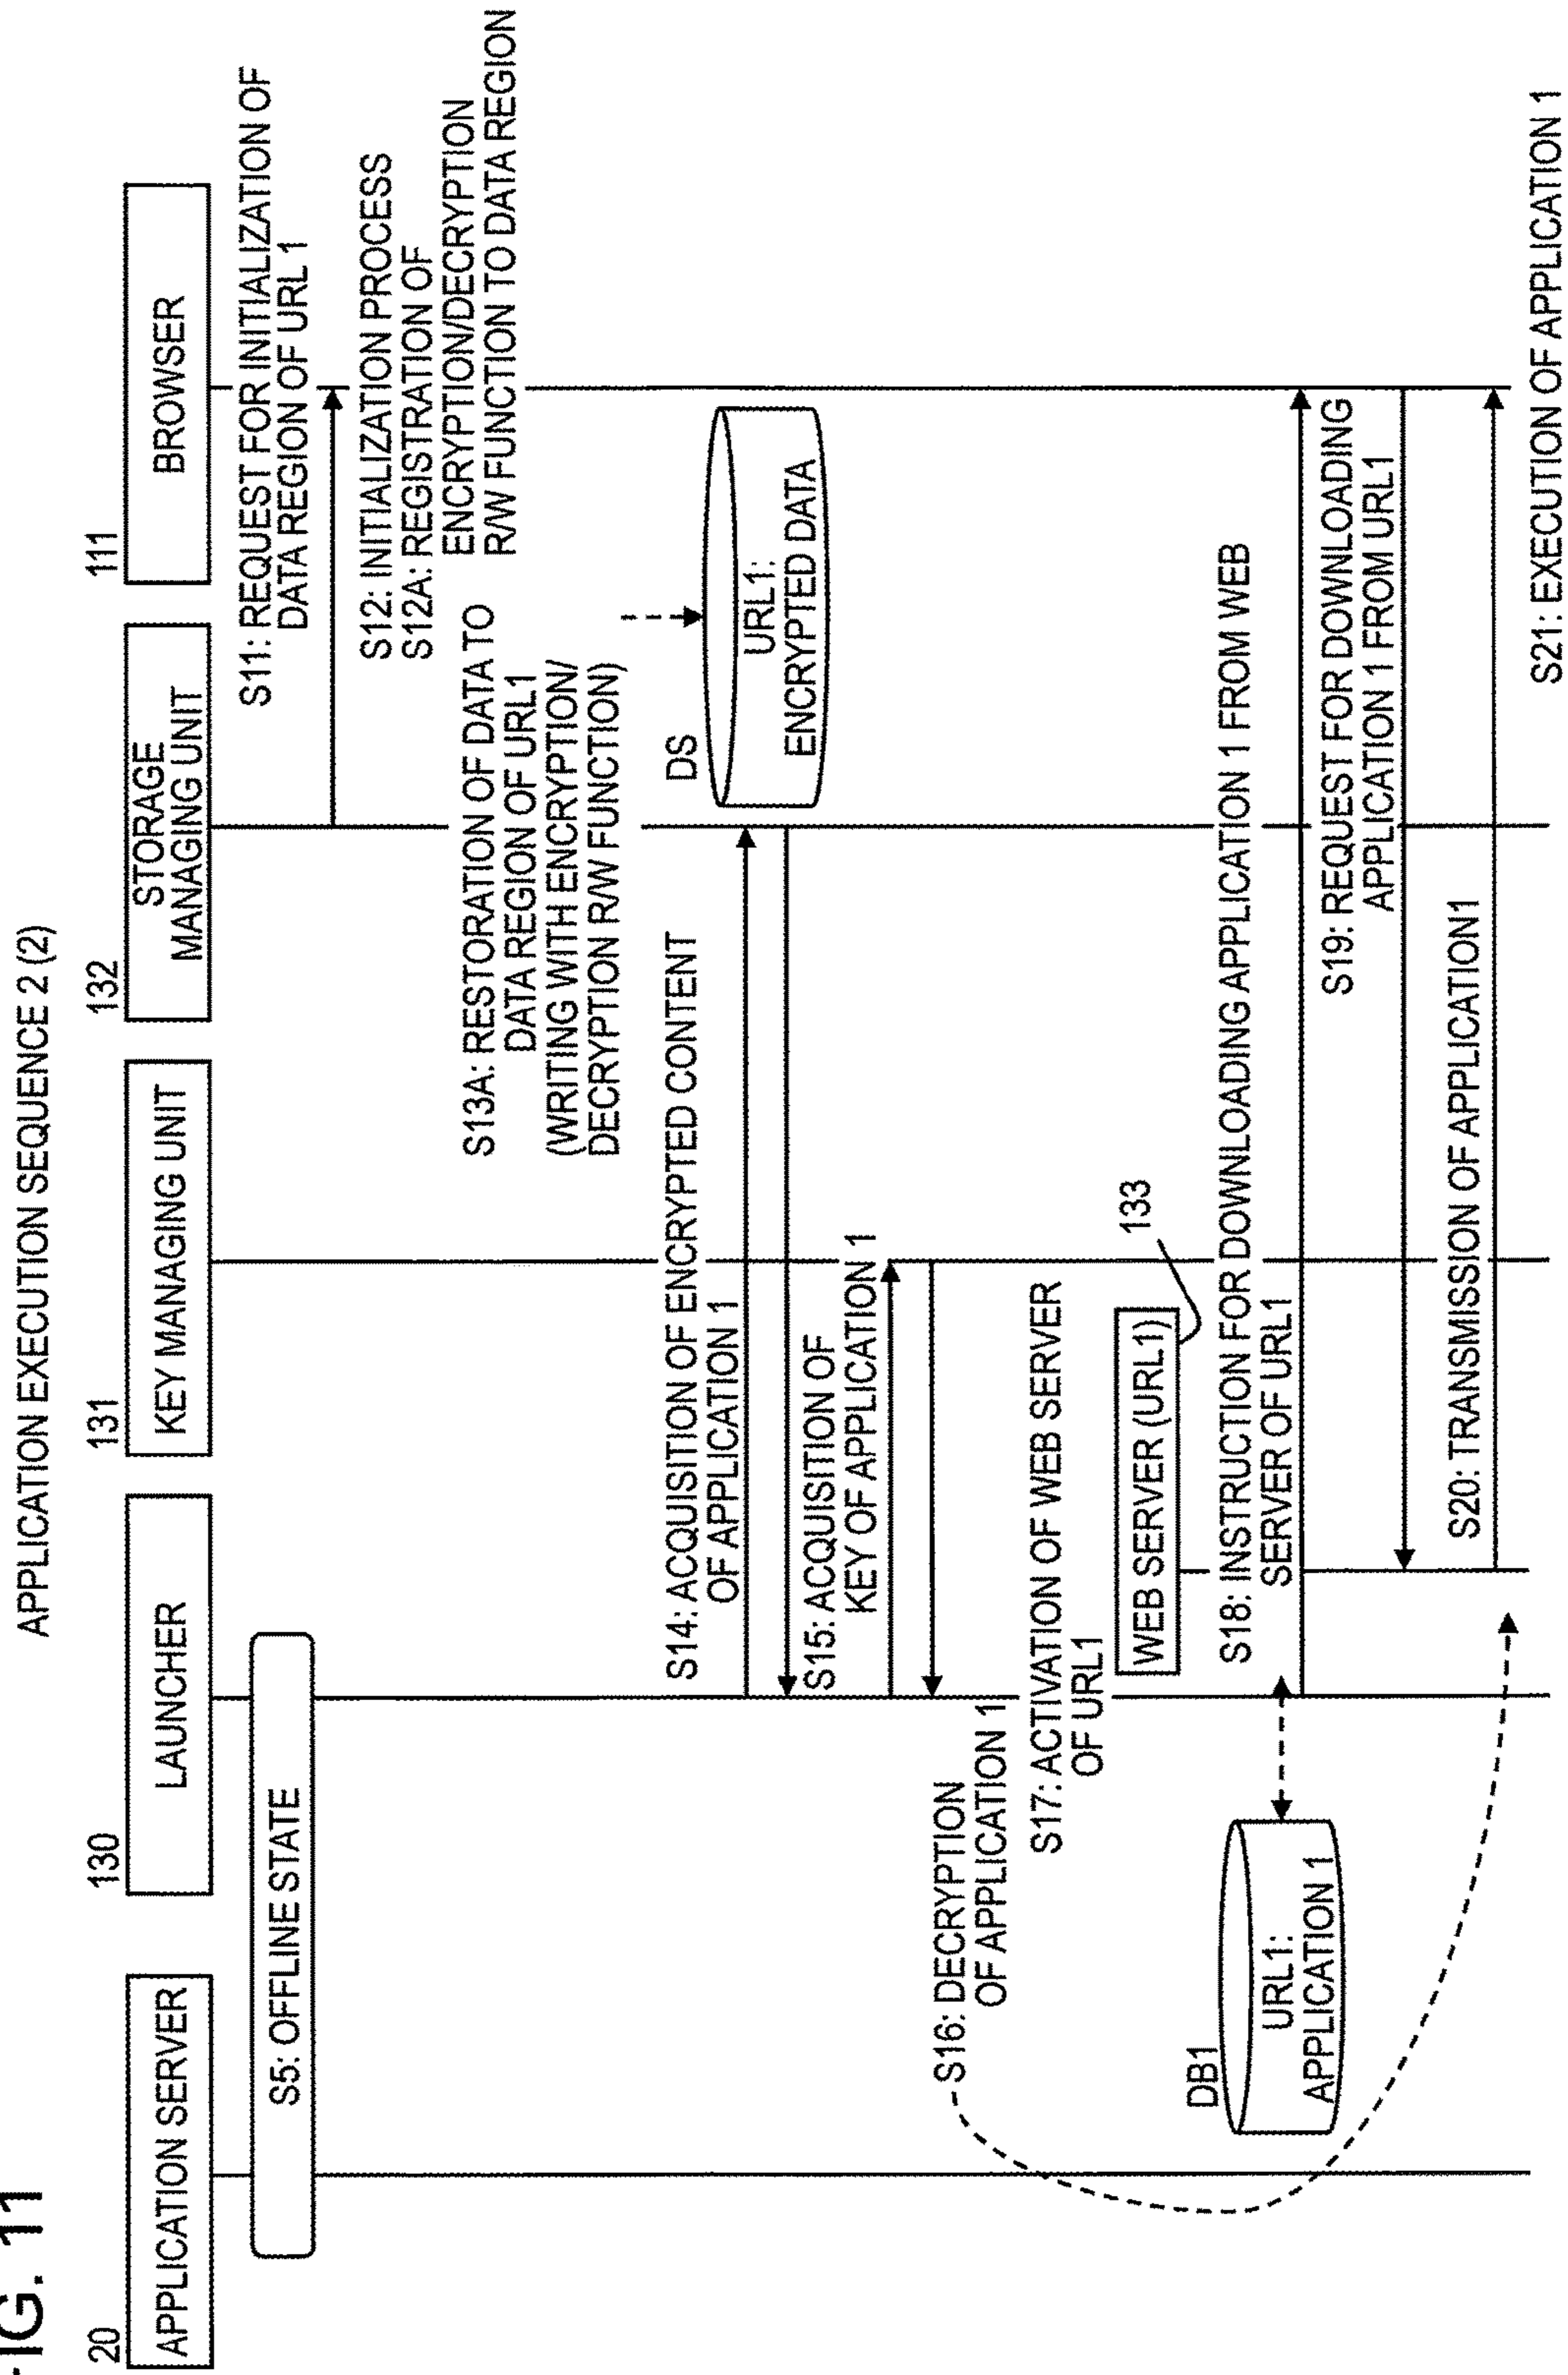 FIG. 11
APPLICATION EXECUTION SEQUENCE 2 (2)
20
APPLICATION SERVER
130
LAUNCHER
131
KEY MANAGING UNIT
132
STORAGE
MANAGING UNIT
111
BROWSER
S5: OFFLINE STATE
S11: REQUEST FOR INITIALIZATION OF
DATA REGION OF URL 1
S12: INITIALIZATION PROCESS
S12A: REGISTRATION OF
ENCRYPTION/DECRYPTION
R/W FUNCTION TO DATA REGION
S13A: RESTORATION OF DATA TO
DATA REGION OF URL1
(WRITING WITH ENCRYPTION/
DECRYPTION R/W FUNCTION)
DS
URL1:
ENCRYPTED DATA
S14: ACQUISITION OF ENCRYPTED CONTENT
OF APPLICATION 1
S15: ACQUISITION OF
KEY OF APPLICATION 1
S16: DECRYPTION
OF APPLICATION 1
S17: ACTIVATION OF WEB SERVER
OF URL1
WEB SERVER (URL1)
133
DB1
URL1:
APPLICATION 1
S18: INSTRUCTION FOR DOWNLOADING APPLICATION 1 FROM WEB
SERVER OF URL1
S19: REQUEST FOR DOWNLOADING
APPLICATION 1 FROM URL1
S20: TRANSMISSION OF APPLICATION1
S21: EXECUTION OF APPLICATION 1